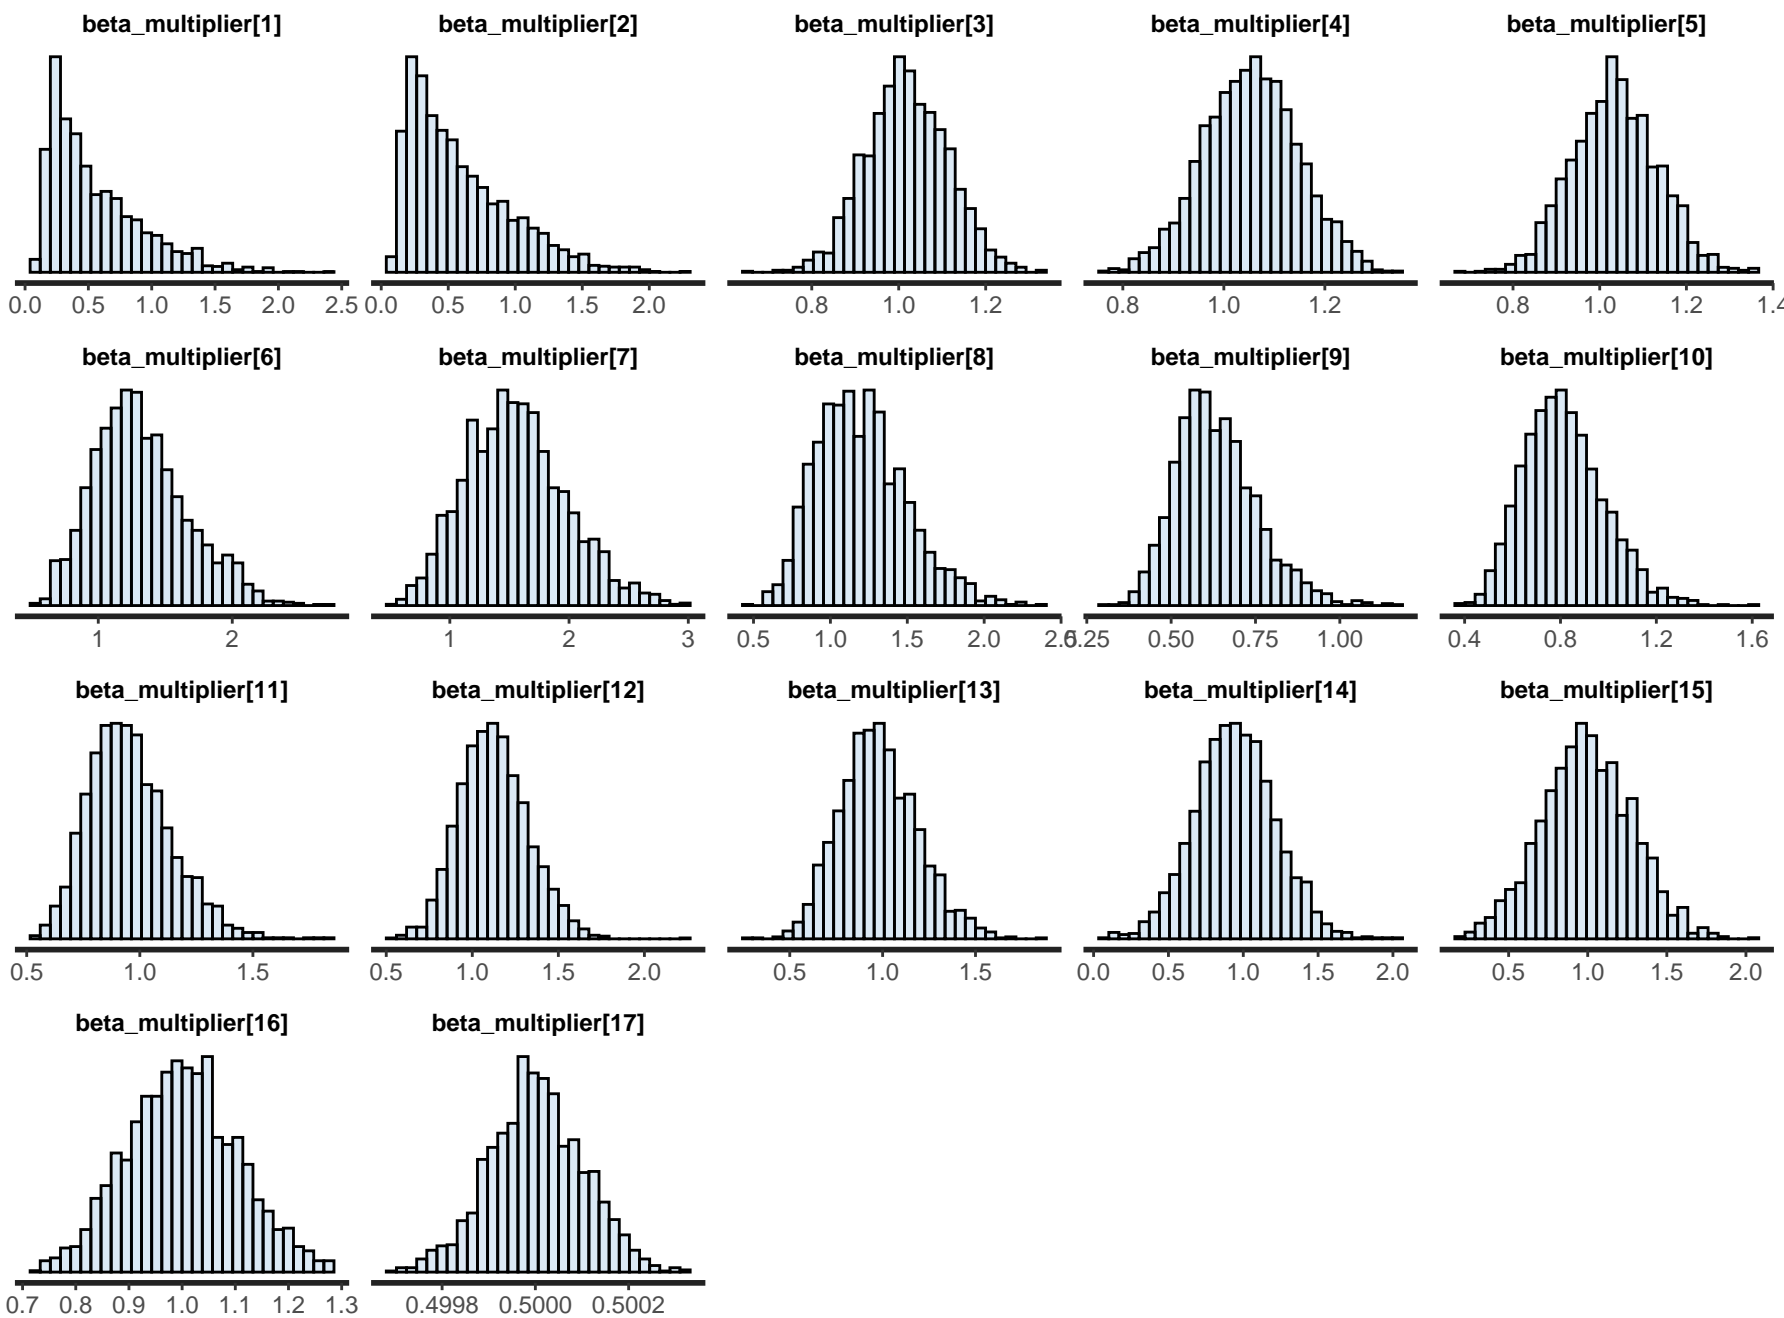 beta_multiplier[1] beta_multiplier[2] beta_multiplier[3] beta_multiplier[4] beta_multiplier[5]
0.0 0.5 1.0 1.5 2.0 2.5 0.0 0.5 1.0 1.5 2.0 0.8 1.0 1.2 0.8 1.0 1.2 0.8 1.0 1.2 1.4
beta_multiplier[6] beta_multiplier[7] beta_multiplier[8] beta_multiplier[9] beta_multiplier[10]
1 2 1 2 3 0.5 1.0 1.5 2.0 2.5 0.25 0.50 0.75 1.00 0.4 0.8 1.2 1.6
beta_multiplier[11] beta_multiplier[12] beta_multiplier[13] beta_multiplier[14] beta_multiplier[15]
0.5 1.0 1.5 0.5 1.0 1.5 2.0 0.5 1.0 1.5 0.0 0.5 1.0 1.5 2.0 0.5 1.0 1.5 2.0
beta_multiplier[16] beta_multiplier[17]
0.7 0.8 0.9 1.0 1.1 1.2 1.3 0.4998 0.5000 0.5002